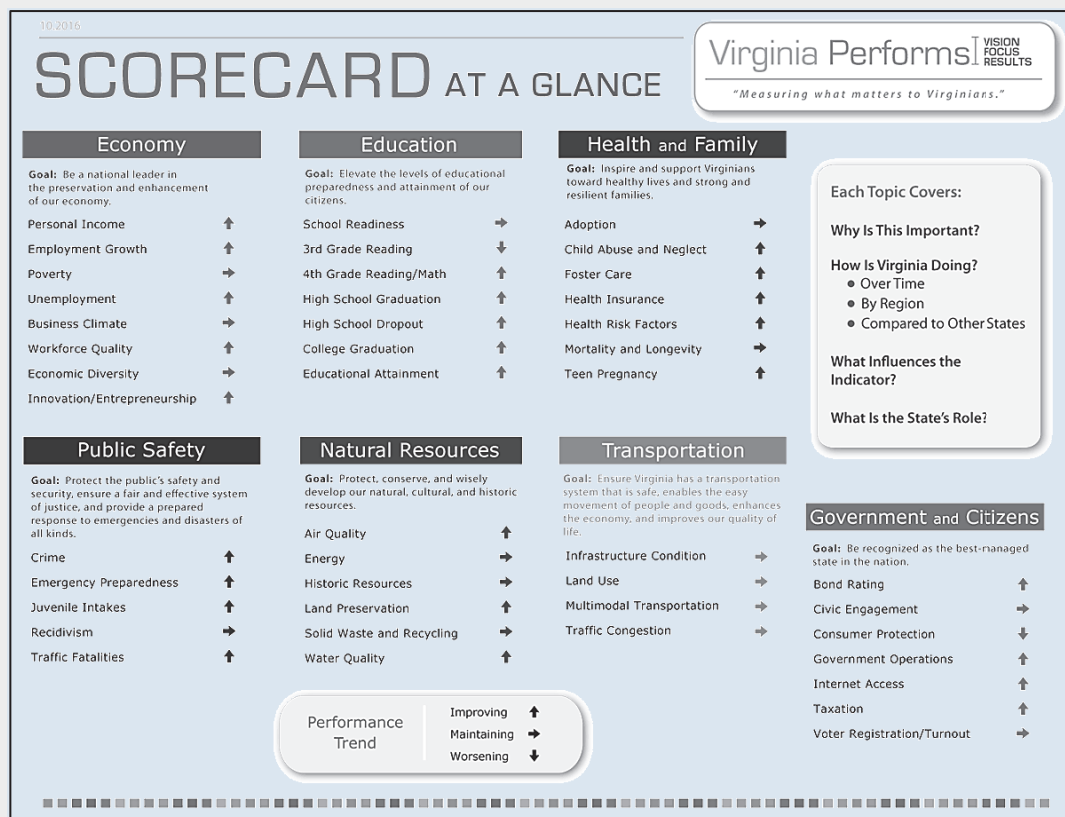 10.2016
SCORECARD AT A GLANCE
Virginia Performs
VISION
FOCUS
RESULTS
"Measuring what matters to Virginians."
Economy
Goal: Be a national leader in
the preservation and enhancement
of our economy.
Personal Income
Employment Growth
Poverty
Unemployment
Business Climate
Workforce Quality
Economic Diversity
Innovation/Entrepreneurship
Education
Goal: Elevate the levels of educational
preparedness and attainment of our
citizens.
School Readiness
3rd Grade Reading
4th Grade Reading/Math
High School Graduation
High School Dropout
College Graduation
Educational Attainment
Health and Family
Goal: Inspire and support Virginians
toward healthy lives and strong and
resilient families.
Adoption
Child Abuse and Neglect
Foster Care
Health Insurance
Health Risk Factors
Mortality and Longevity
Teen Pregnancy
Each Topic Covers:
Why Is This Important?
How Is Virginia Doing?
• Over Time
• By Region
• Compared to Other States
What Influences the
Indicator?
What Is the State's Role?
Public Safety
Goal: Protect the public's safety and
security, ensure a fair and effective system
of justice, and provide a prepared
response to emergencies and disasters of
all kinds.
Crime
Emergency Preparedness
Juvenile Intakes
Recidivism
Traffic Fatalities
Natural Resources
Goal: Protect, conserve, and wisely
develop our natural, cultural, and historic
resources.
Air Quality
Energy
Historic Resources
Land Preservation
Solid Waste and Recycling
Water Quality
Transportation
Goal: Ensure Virginia has a transportation
system that is safe, enables the easy
movement of people and goods, enhances
the economy, and improves our quality of
life.
Infrastructure Condition
Land Use
Multimodal Transportation
Traffic Congestion
Government and Citizens
Goal: Be recognized as the best-managed
state in the nation.
Bond Rating
Civic Engagement
Consumer Protection
Government Operations
Internet Access
Taxation
Voter Registration/Turnout
Performance
Trend
Improving
Maintaining
Worsening